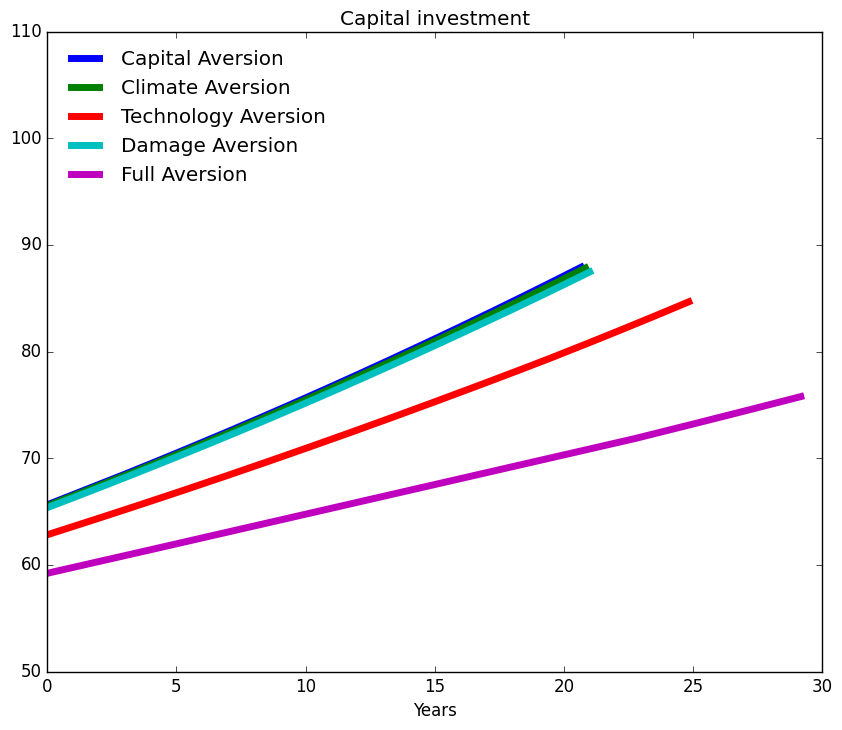 Capital investment
110
100
90
80
70
60
50
Capital Aversion
Climate Aversion
Technology Aversion
Damage Aversion
Full Aversion
0 5 10 15 20 25 30
Years